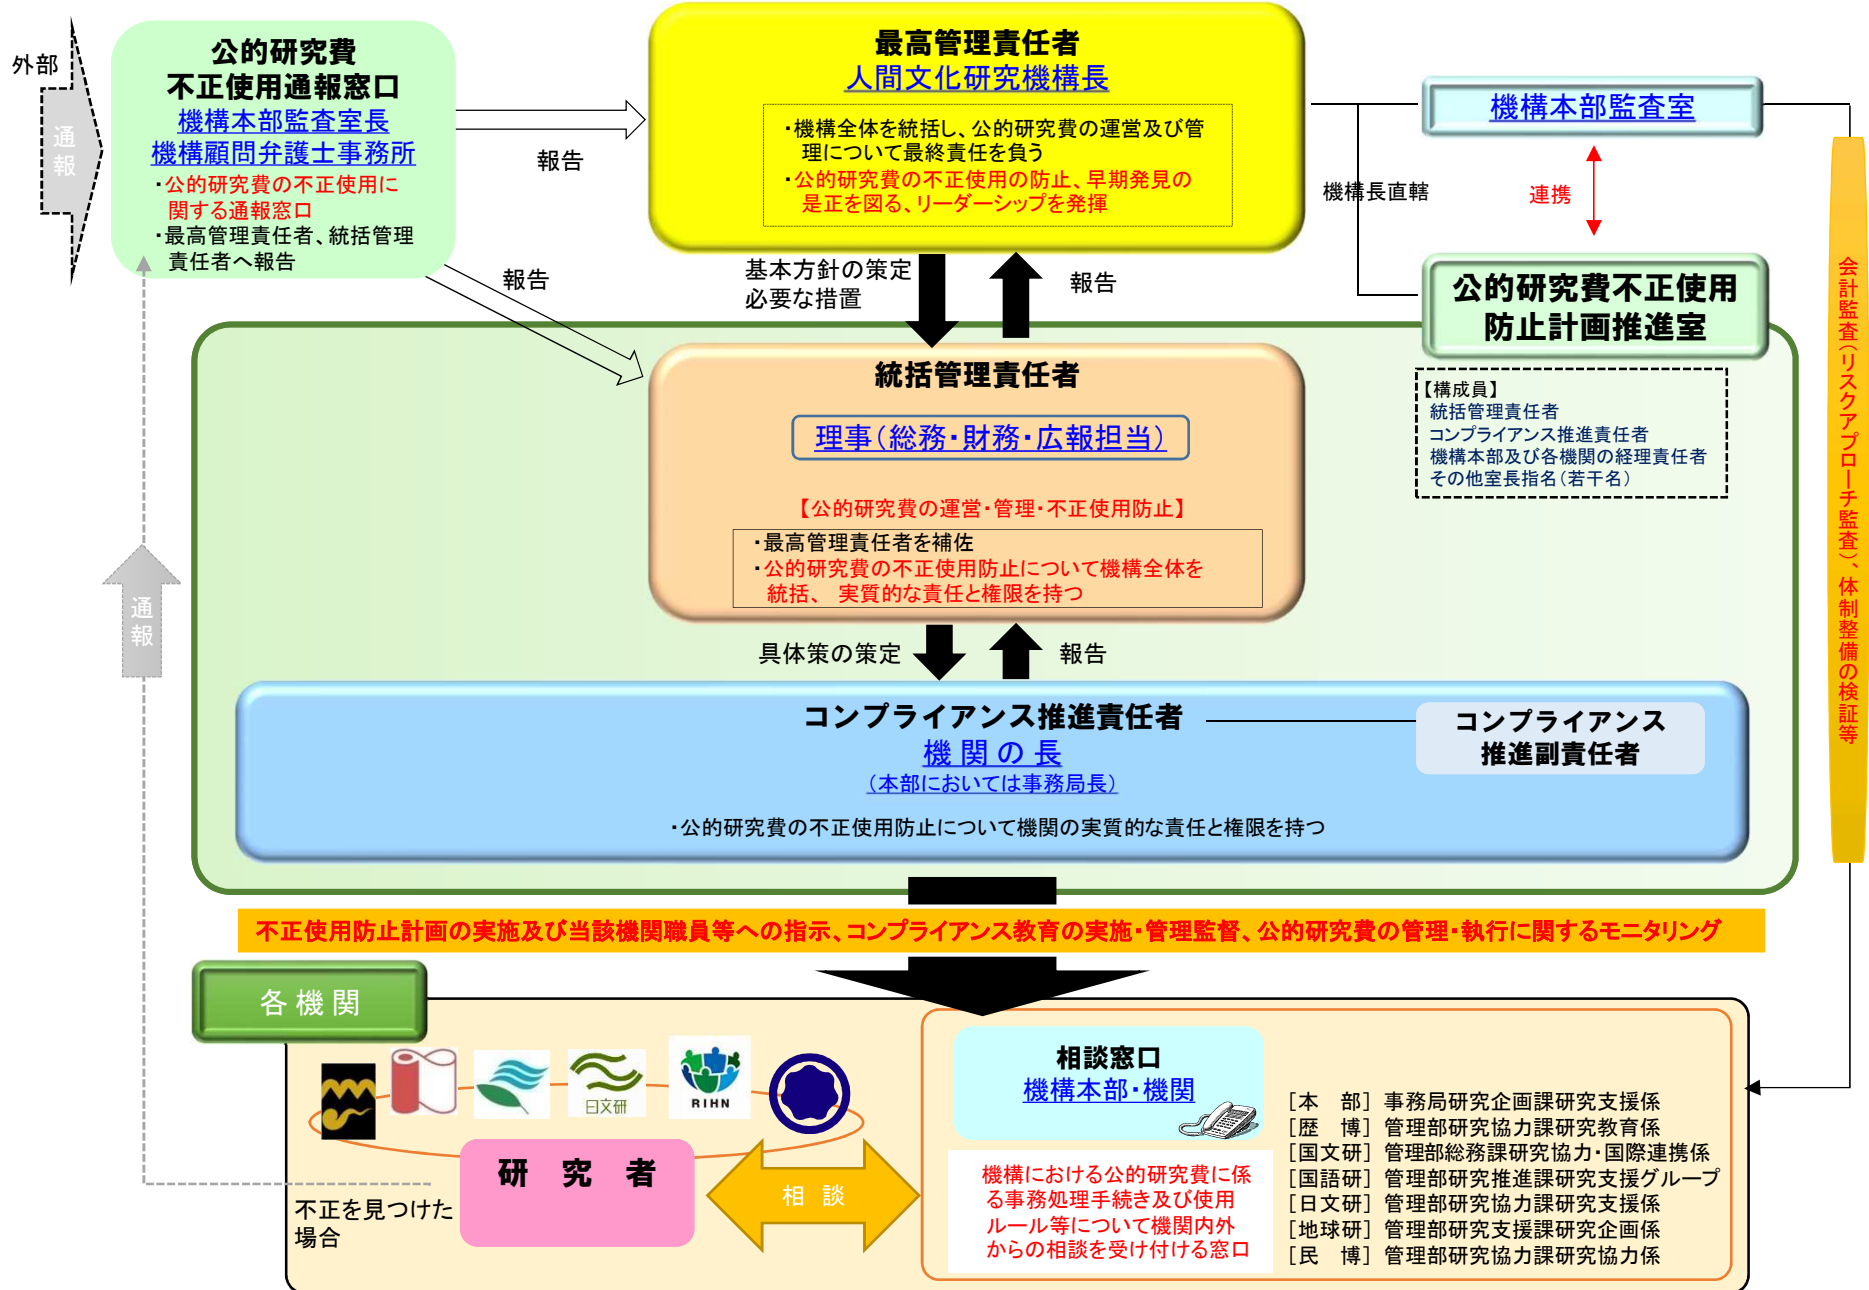 外部
通
報
公的研究費
不正使用通報窓口
機構本部監査室長
機構顧問弁護士事務所
・公的研究費の不正使用に
関する通報窓口
・最高管理責任者、統括管理
責任者へ報告
報告
報告
最高管理責任者
人間文化研究機構長
・機構全体を統括し、公的研究費の運営及び管
理について最終責任を負う
・公的研究費の不正使用の防止、早期発見の
是正を図る、リーダーシップを発揮
機構長直轄
機構本部監査室
連携
公的研究費不正使用
防止計画推進室
【構成員】
統括管理責任者
コンプライアンス推進責任者
機構本部及び各機関の経理責任者
その他室長指名（若干名）
会計監査（リスクアプローチ監査）、体制整備の検証等
基本方針の策定
必要な措置
報告
統括管理責任者
理事（総務・財務・広報担当）
【公的研究費の運営・管理・不正使用防止】
・最高管理責任者を補佐
・公的研究費の不正使用防止について機構全体を
統括、 実質的な責任と権限を持つ
具体策の策定
報告
通
報
コンプライアンス推進責任者
機 関 の 長
（本部においては事務局長）
・公的研究費の不正使用防止について機関の実質的な責任と権限を持つ
コンプライアンス
推進副責任者
不正使用防止計画の実施及び当該機関職員等への指示、コンプライアンス教育の実施・管理監督、公的研究費の管理・執行に関するモニタリング
各 機 関
日文研
RIHN
研 究 者
不正を見つけた
場合
相 談
相談窓口
機構本部・機関
機構における公的研究費に係
る事務処理手続き及び使用
ルール等について機関内外
からの相談を受け付ける窓口
［本　部］ 事務局研究企画課研究支援係
［歴　博］ 管理部研究協力課研究教育係
［国文研］ 管理部総務課研究協力・国際連携係
［国語研］ 管理部研究推進課研究支援グループ
［日文研］ 管理部研究協力課研究支援係
［地球研］ 管理部研究支援課研究企画係
［民　博］ 管理部研究協力課研究協力係